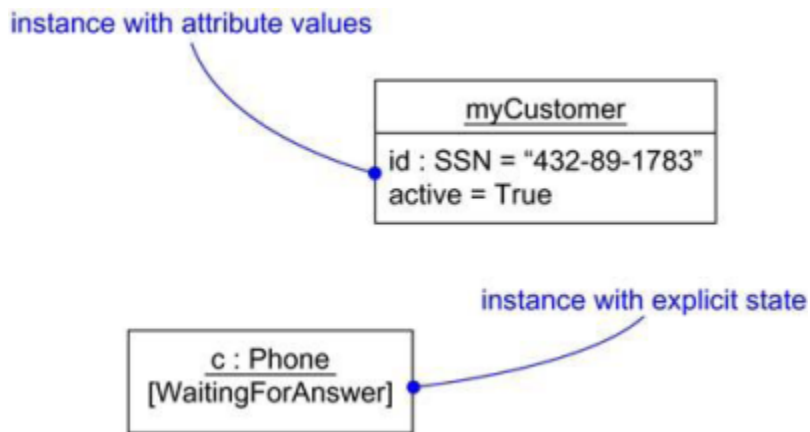 instance with attribute values
myCustomer
id : SSN = “432-89-1783”
active = True
instance with explicit state
c : Phone
[WaitingForAnswer]